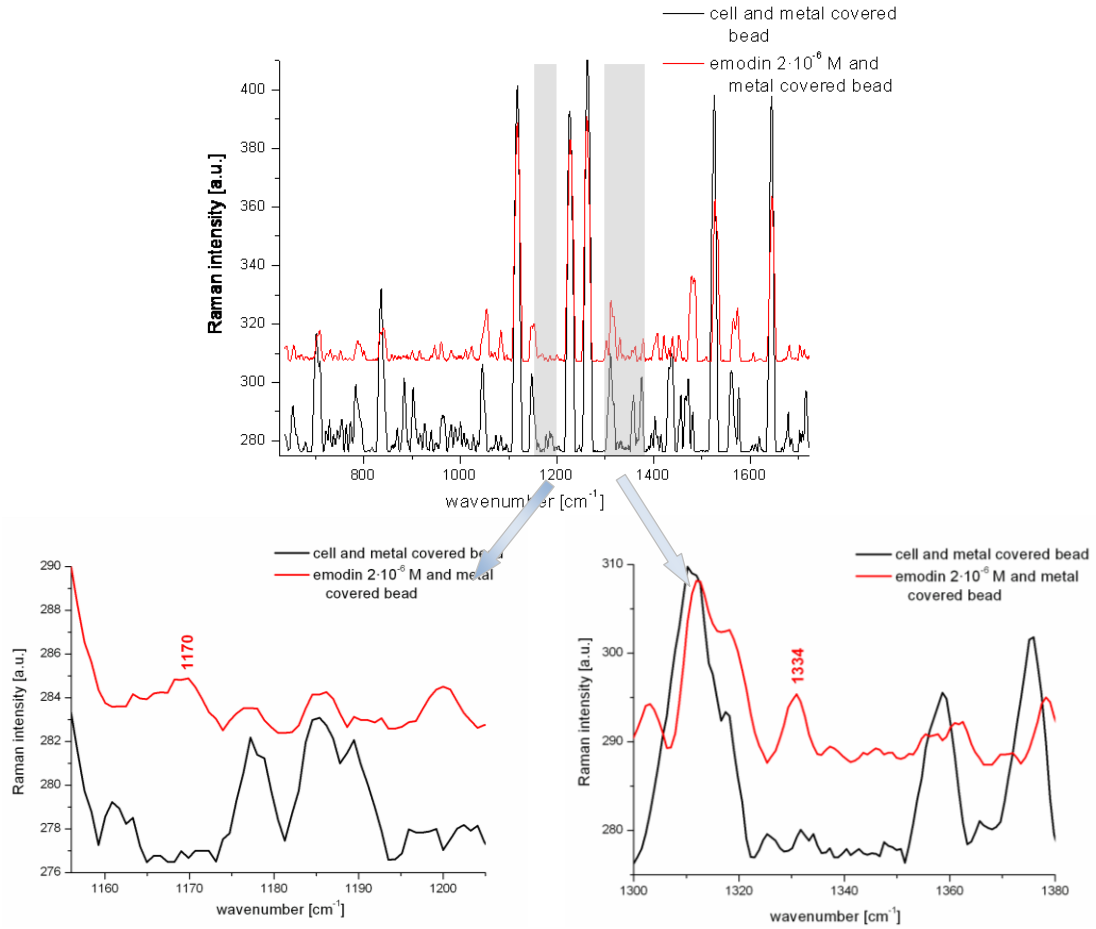 cell and metal covered
bead
emodin 2·10⁻⁶ M and
metal covered bead
Raman intensity [a.u.]
400
380
360
340
320
300
280
800
1000
1200
1400
1600
wavenumber [cm⁻¹]
cell and metal covered bead
emodin 2·10⁻⁶ M and metal
covered bead
Raman intensity [a.u.]
290
288
286
284
282
280
278
276
1170
1160
1170
1180
1190
1200
wavenumber [cm⁻¹]
cell and metal covered bead
emodin 2·10⁻⁶ M and metal
covered bead
Raman intensity [a.u.]
310
300
290
280
1334
1300
1320
1340
1360
1380
wavenumber [cm⁻¹]